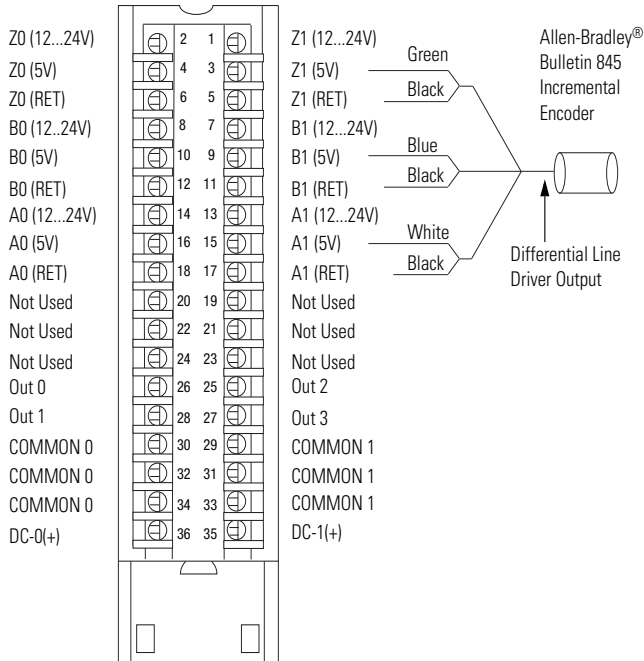 Z0 (12...24V) 2 1 Z1 (12...24V)
Z0 (5V) 4 3 Z1 (5V)
Z0 (RET) 6 5 Z1 (RET)
B0 (12...24V) 8 7 B1 (12...24V)
B0 (5V) 10 9 B1 (5V)
B0 (RET) 12 11 B1 (RET)
A0 (12...24V) 14 13 A1 (12...24V)
A0 (5V) 16 15 A1 (5V)
A0 (RET) 18 17 A1 (RET)
Not Used 20 19 Not Used
Not Used 22 21 Not Used
Not Used 24 23 Not Used
Out 0 26 25 Out 2
Out 1 28 27 Out 3
COMMON 0 30 29 COMMON 1
COMMON 0 32 31 COMMON 1
COMMON 0 34 33 COMMON 1
DC-0(+) 36 35 DC-1(+)
Green
Black
Blue
Black
White
Black
Allen-Bradley®
Bulletin 845
Incremental
Encoder
Differential Line
Driver Output